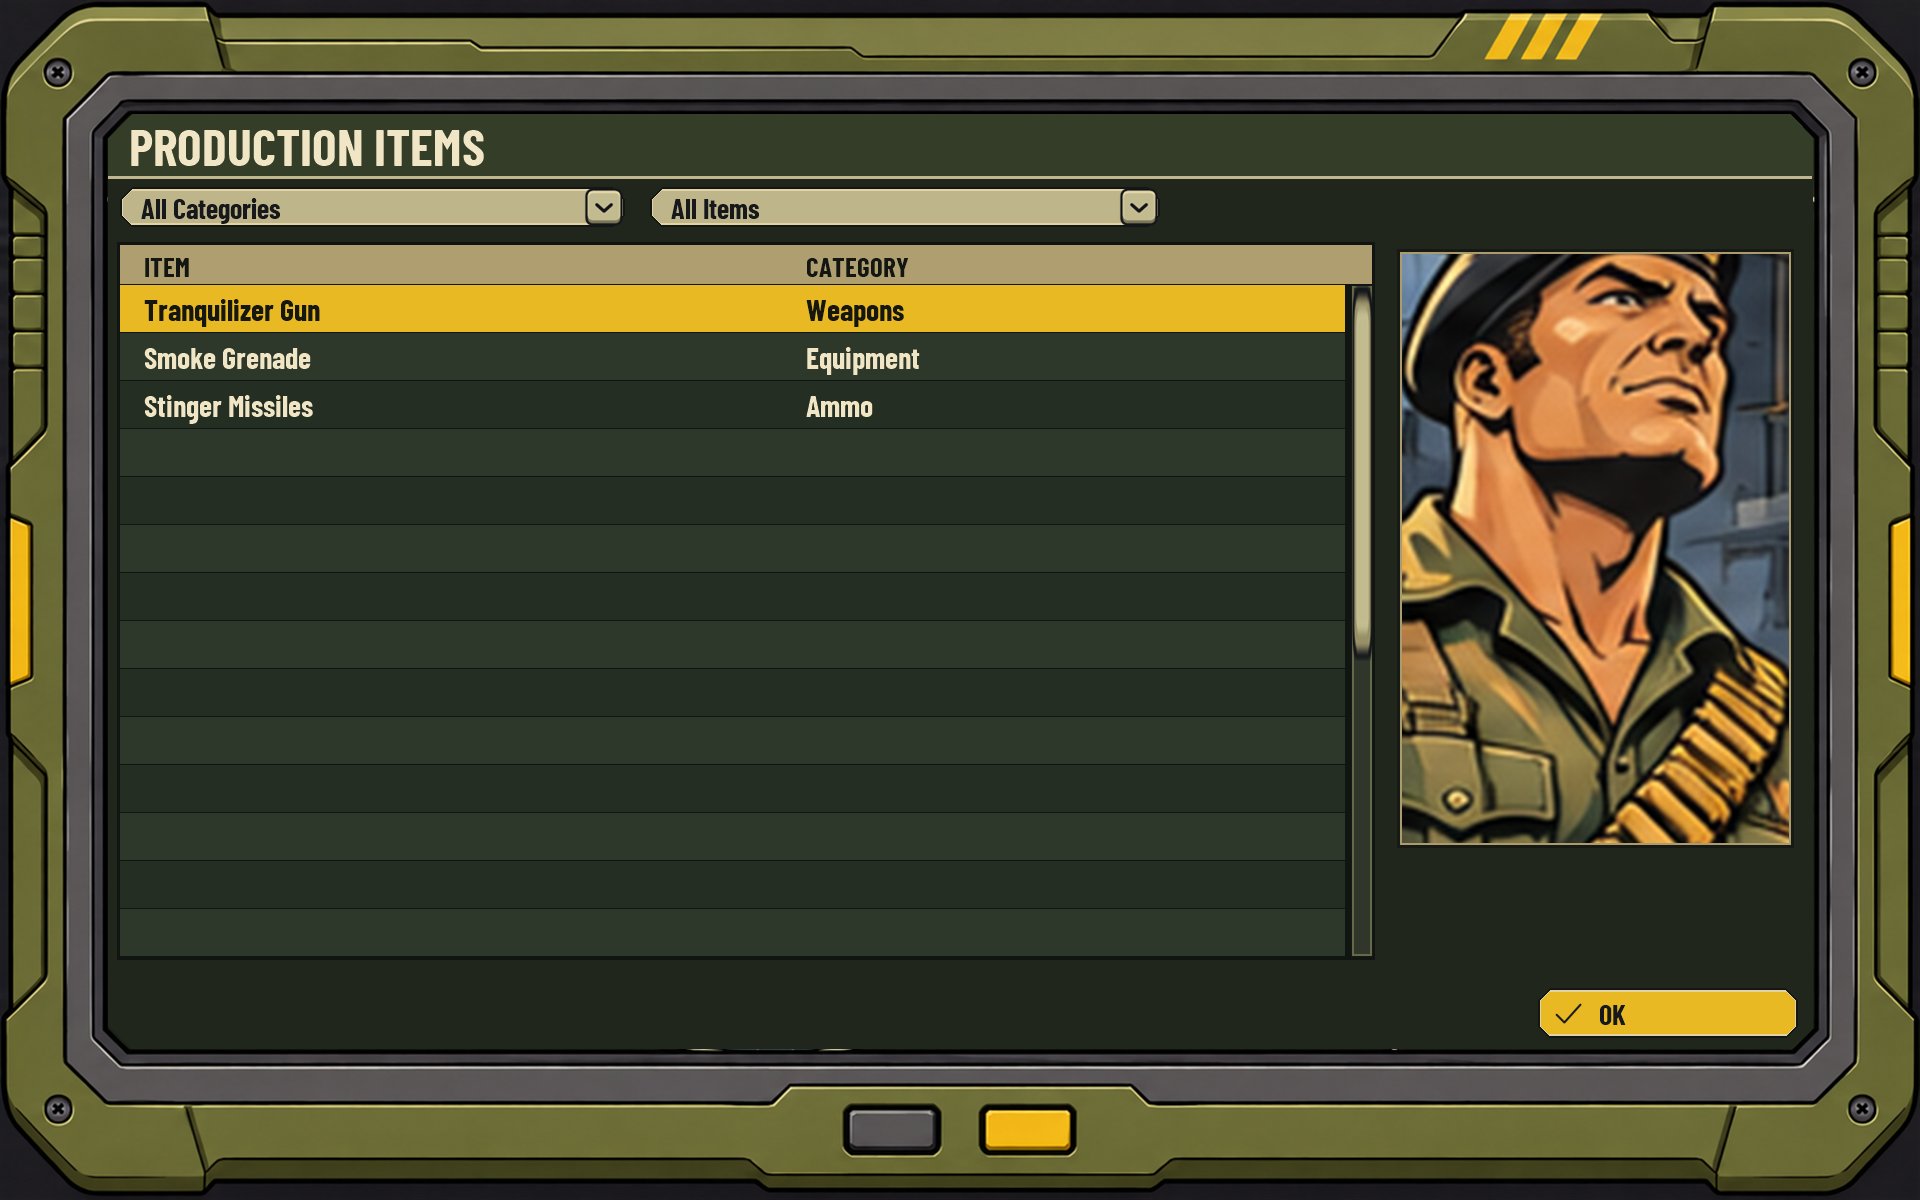 PRODUCTION ITEMS
All Categories
All Items
ITEM CATEGORY
Tranquilizer Gun Weapons
Smoke Grenade Equipment
Stinger Missiles Ammo
OK